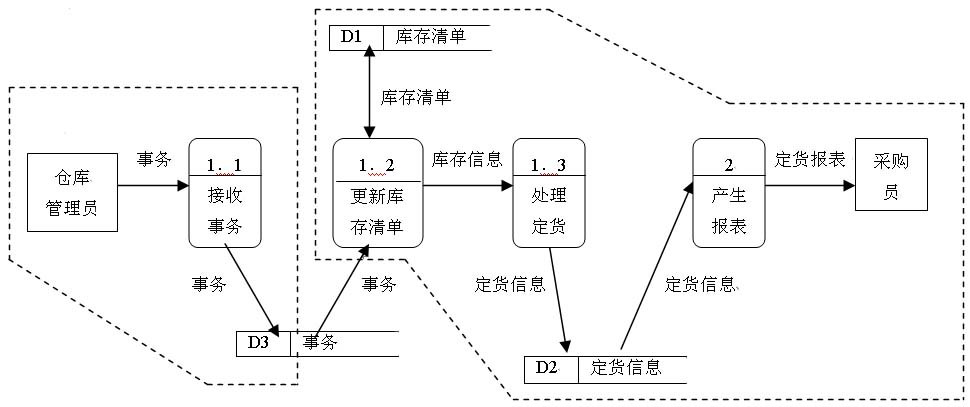 D1 库存清单
库存清单
仓库
管理员
事务
1．1
接收
事务
1．2
更新库
存清单
库存信息
1．3
处理
定货
2
产生
报表
定货报表
采购
员
事务
事务
定货信息
定货信息
D3 事务
D2 定货信息